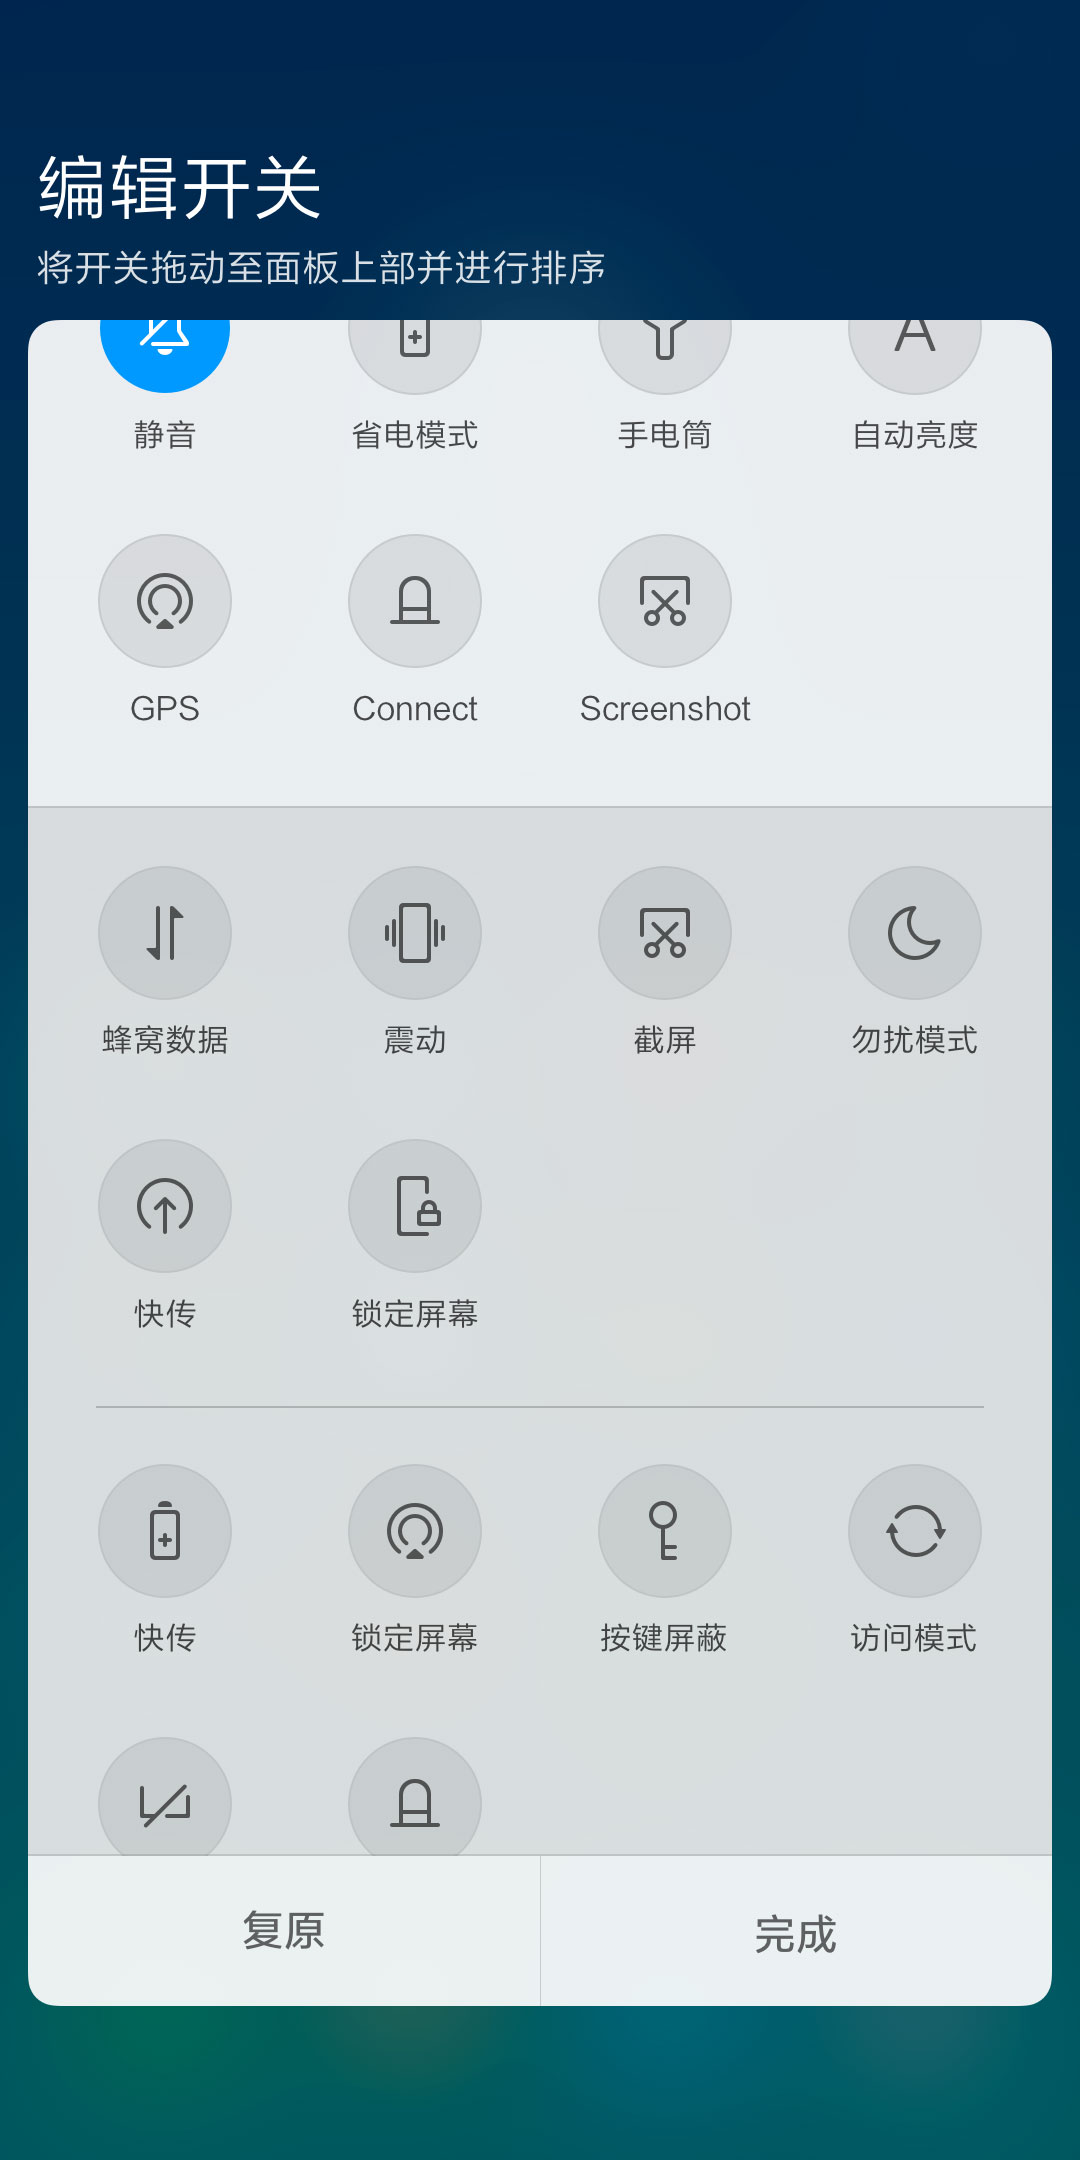 编辑开关
将开关拖动至面板上部并进行排序
静音 省电模式 手电筒 自动亮度
GPS Connect Screenshot
蜂窝数据 震动 截屏 勿扰模式
快传 锁定屏幕
快传 锁定屏幕 按键屏蔽 访问模式
复原 完成